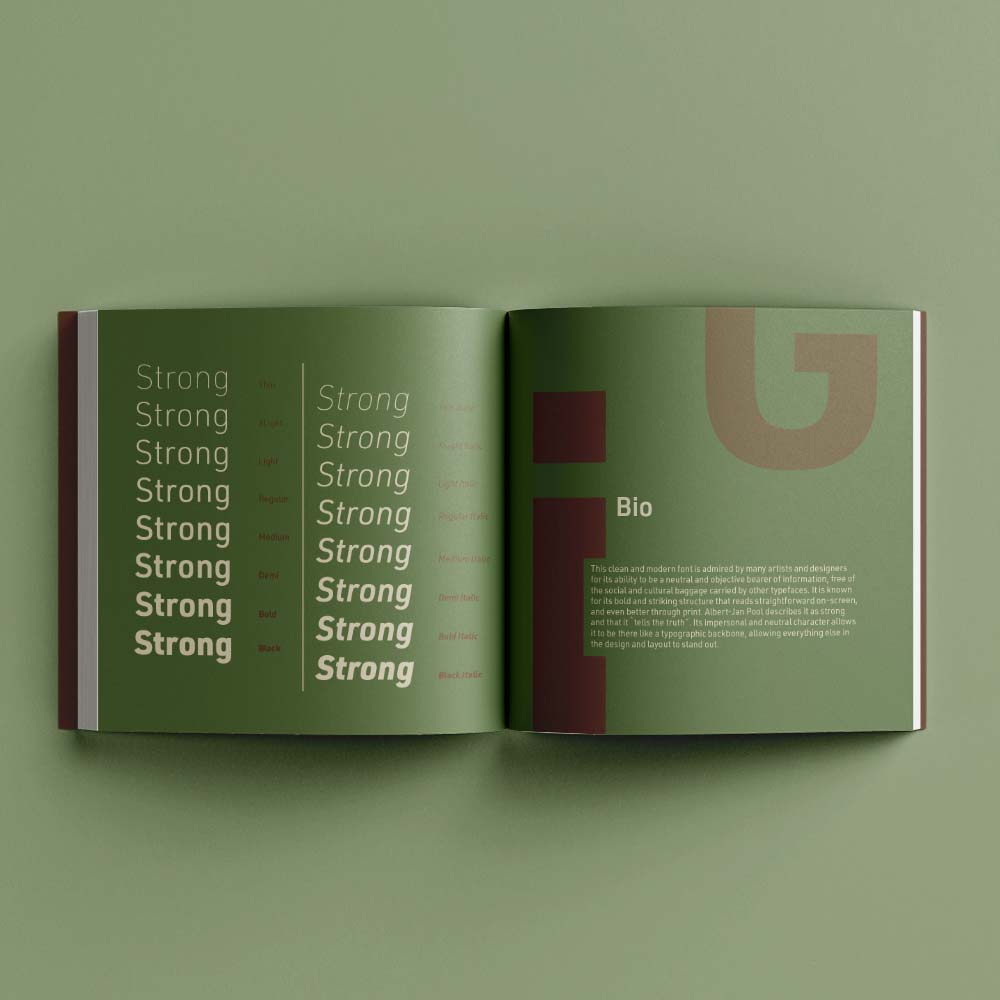 Strong Thin
Strong XLight
Strong Light
Strong Regular
Strong Medium
Strong Demi
Strong Bold
Strong Black
Strong Thin Italic
Strong XLight Italic
Strong Light Italic
Strong Regular Italic
Strong Medium Italic
Strong Demi Italic
Strong Bold Italic
Strong Black Italic
G
i
Bio
This clean and modern font is admired by many artists and designers
for its ability to be a neutral and objective bearer of information, free of
the social and cultural baggage carried by other typefaces. It is known
for its bold and striking structure that reads straightforward on-screen,
and even better through print. Albert-Jan Pool describes it as strong
and that it "tells the truth". Its impersonal and neutral character allows
it to be there like a typographic backbone, allowing everything else in
the design and layout to stand out.